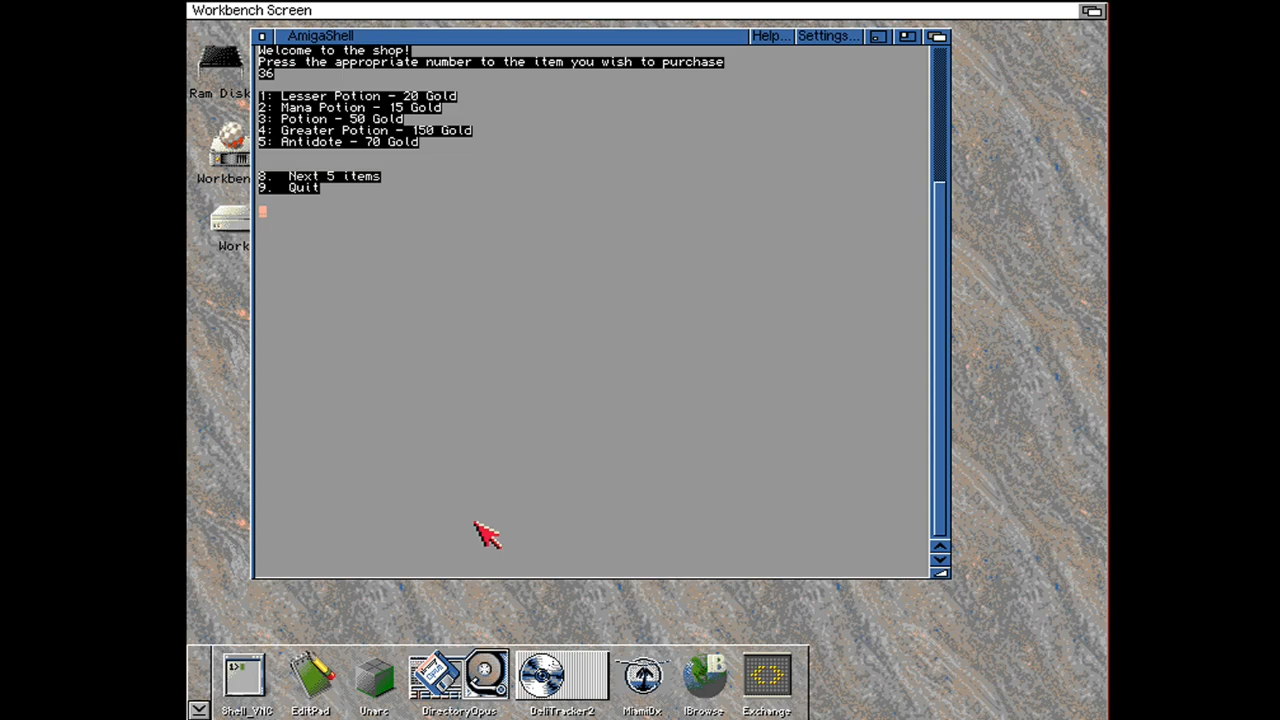 Workbench Screen
AmigaShell
Help...
Settings...
Welcome to the shop!
Press the appropriate number to the item you wish to purchase
36
1: Lesser Potion - 20 Gold
2: Mana Potion - 15 Gold
3: Potion - 50 Gold
4: Greater Potion - 150 Gold
5: Antidote - 70 Gold
8.  Next 5 items
9.  Quit
Ram Disk
Workben
Work
1>
B
Shell_VNC
EditPad
Unarc
DirectoryOpus
DeliTracker2
MiamiDx
IBrowse
Exchange